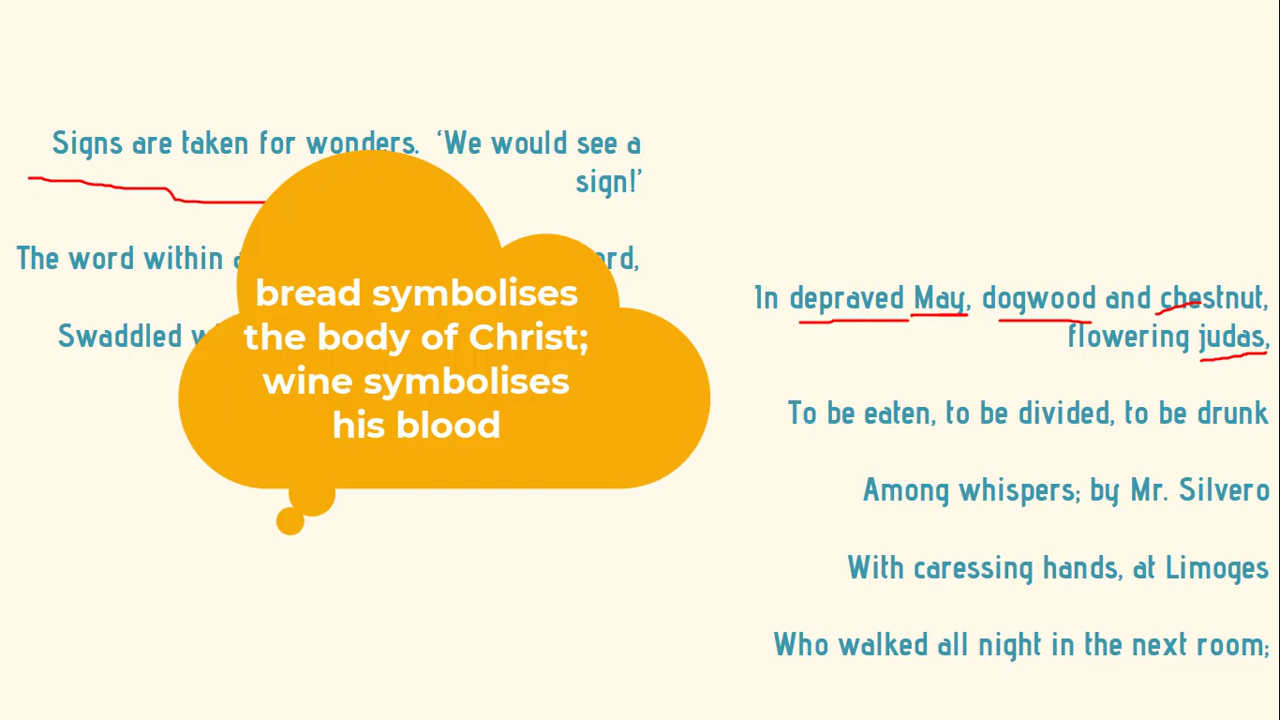 Signs are taken for wonders. ‘We would see a
sign!’
The word within
Swaddled
bread symbolises
the body of Christ;
wine symbolises
his blood
In depraved May, dogwood and chestnut,
flowering judas,
To be eaten, to be divided, to be drunk
Among whispers; by Mr. Silvero
With caressing hands, at Limoges
Who walked all night in the next room;